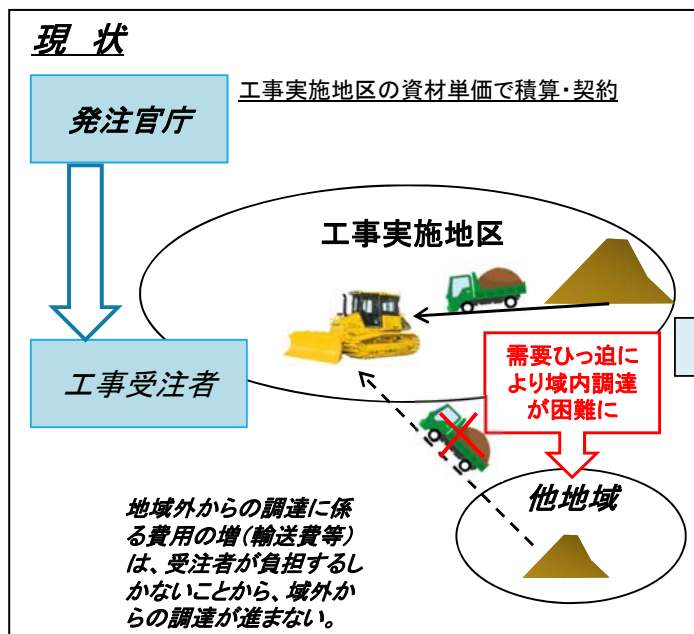 現 状
発注官庁
工事実施地区の資材単価で積算・契約
工事実施地区
工事受注者
需要ひっ迫に
より域内調達
が困難に
他地域
地域外からの調達に係
る費用の増(輸送費等)
は、受注者が負担するし
かないことから、域外か
らの調達が進まない。